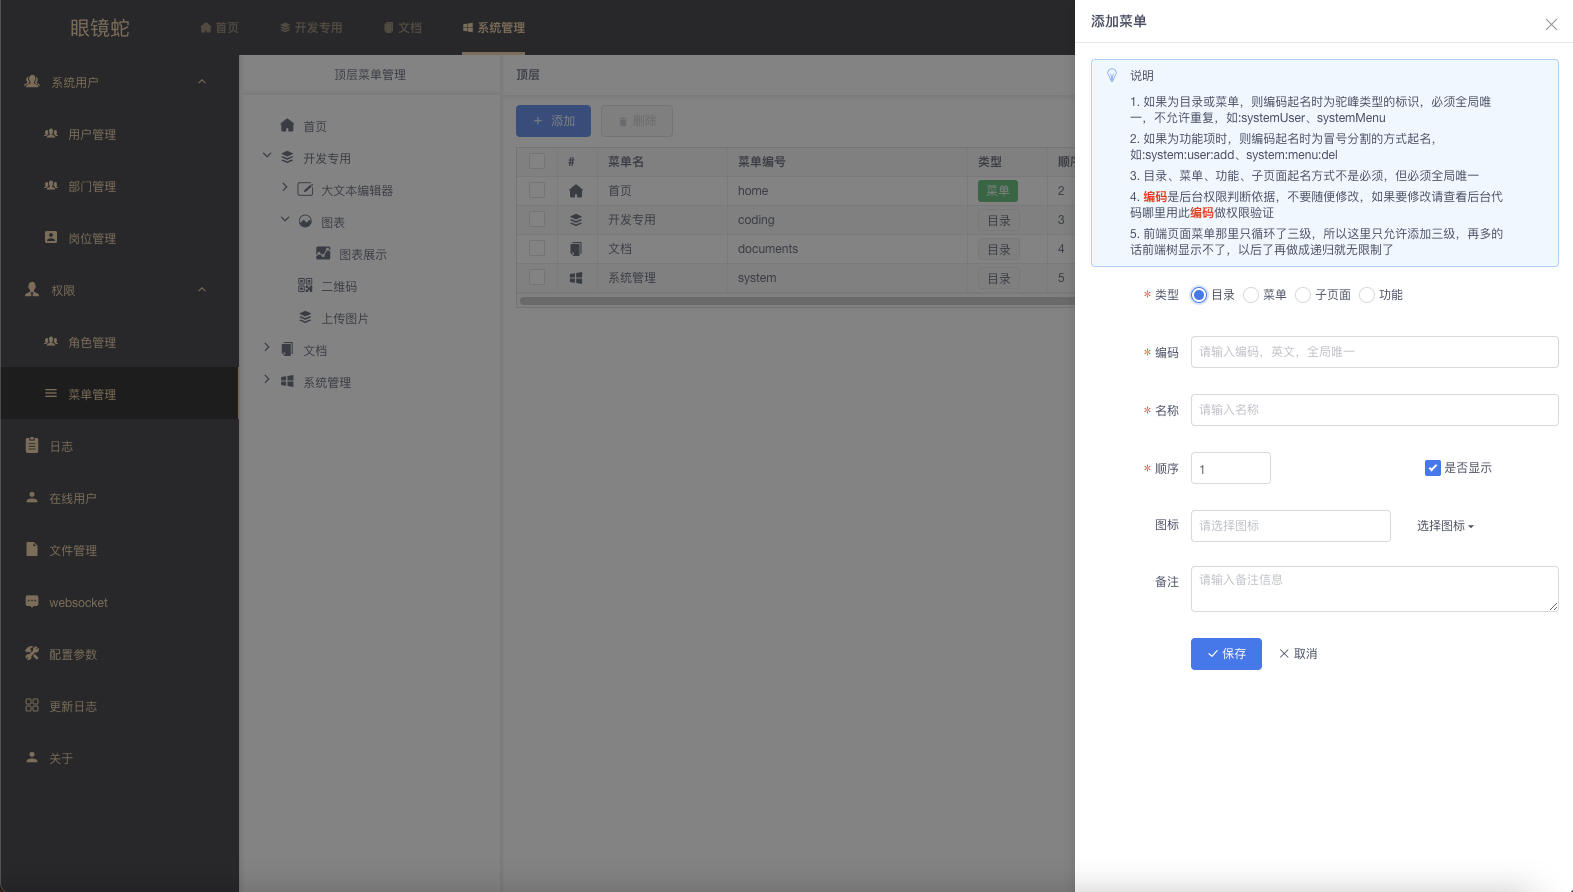 眼镜蛇
首页
开发专用
文档
系统管理
系统用户
用户管理
部门管理
岗位管理
权限
角色管理
菜单管理
日志
在线用户
文件管理
websocket
配置参数
更新日志
关于
顶层菜单管理
首页
开发专用
大文本编辑器
图表
图表展示
二维码
上传图片
文档
系统管理
顶层
添加
删除
# 菜单名 菜单编号 类型
首页 home 菜单 2
开发专用 coding 目录 3
文档 documents 目录 4
系统管理 system 目录 5
添加菜单
说明
1. 如果为目录或菜单，则编码起名时为驼峰类型的标识，必须全局唯
一，不允许重复，如:systemUser、systemMenu
2. 如果为功能项时，则编码起名时为冒号分割的方式起名，
如:system:user:add、system:menu:del
3. 目录、菜单、功能、子页面起名方式不是必须，但必须全局唯一
4. 编码是后台权限判断依据，不要随便修改，如果要修改请查看后台代
码哪里用此编码做权限验证
5. 前端页面菜单那里只循环了三级，所以这里只允许添加三级，再多的
话前端树显示不了，以后了再做成递归就无限制了
* 类型 目录 菜单 子页面 功能
* 编码 请输入编码，英文，全局唯一
* 名称 请输入名称
* 顺序 1 是否显示
图标 请选择图标 选择图标
备注 请输入备注信息
保存 取消